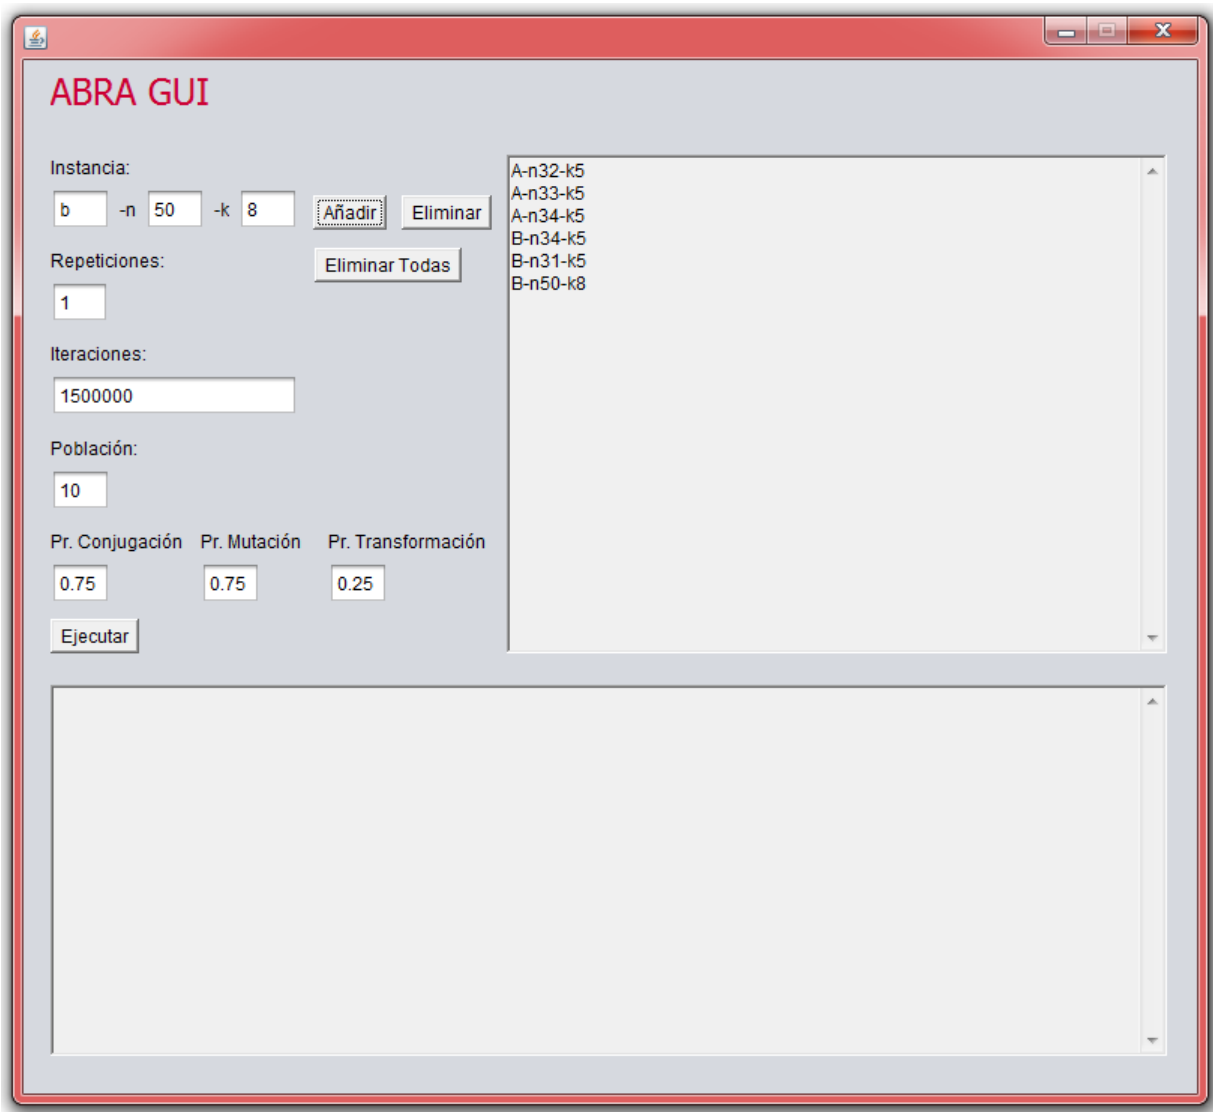 ABRA GUI
Instancia:
b -n 50 -k 8 Añadir Eliminar
Repeticiones: Eliminar Todas
1
Iteraciones:
1500000
Población:
10
Pr. Conjugación Pr. Mutación Pr. Transformación
0.75 0.75 0.25
Ejecutar
A-n32-k5
A-n33-k5
A-n34-k5
B-n34-k5
B-n31-k5
B-n50-k8